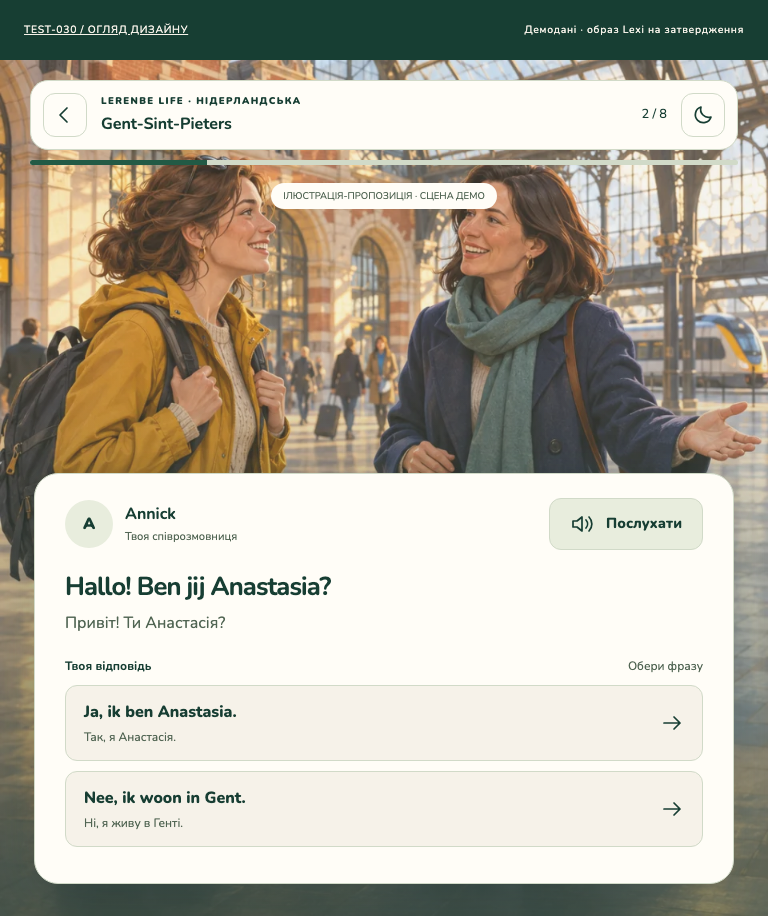 TEST-030 / ОГЛЯД ДИЗАЙНУ
Демодані · образ Lexi на затвердження
LERENBE LIFE · НІДЕРЛАНДСЬКА
Gent-Sint-Pieters
2 / 8
ІЛЮСТРАЦІЯ-ПРОПОЗИЦІЯ · СЦЕНА ДЕМО
A
Annick
Твоя співрозмовниця
Послухати
Hallo! Ben jij Anastasia?
Привіт! Ти Анастасія?
Твоя відповідь
Обери фразу
Ja, ik ben Anastasia.
Так, я Анастасія.
Nee, ik woon in Gent.
Ні, я живу в Генті.